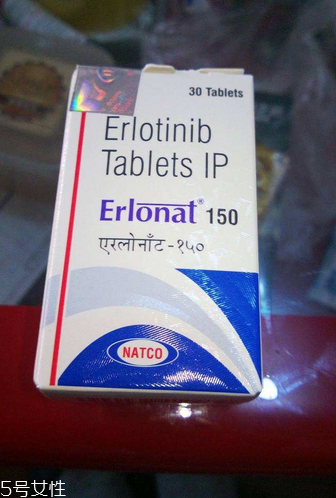 30 Tablets
Erlotinib
Tablets IP
Erlonat® 150
एरलोनाँट-१५०
NATCO
5号女性